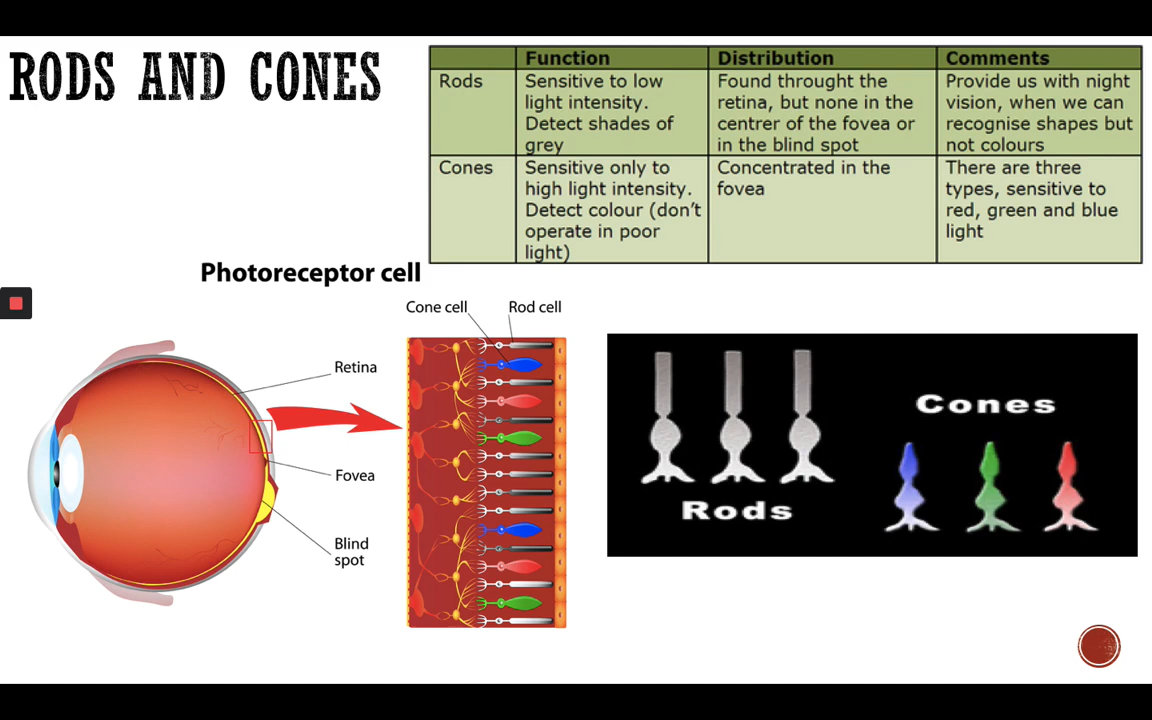 RODS AND CONES
Function
Distribution
Comments
Rods
Sensitive to low
light intensity.
Detect shades of
grey
Found throught the
retina, but none in the
centrer of the fovea or
in the blind spot
Provide us with night
vision, when we can
recognise shapes but
not colours
Cones
Sensitive only to
high light intensity.
Detect colour (don't
operate in poor
light)
Concentrated in the
fovea
There are three
types, sensitive to
red, green and blue
light
Photoreceptor cell
Cone cell
Rod cell
Retina
Fovea
Blind
spot
Rods
Cones